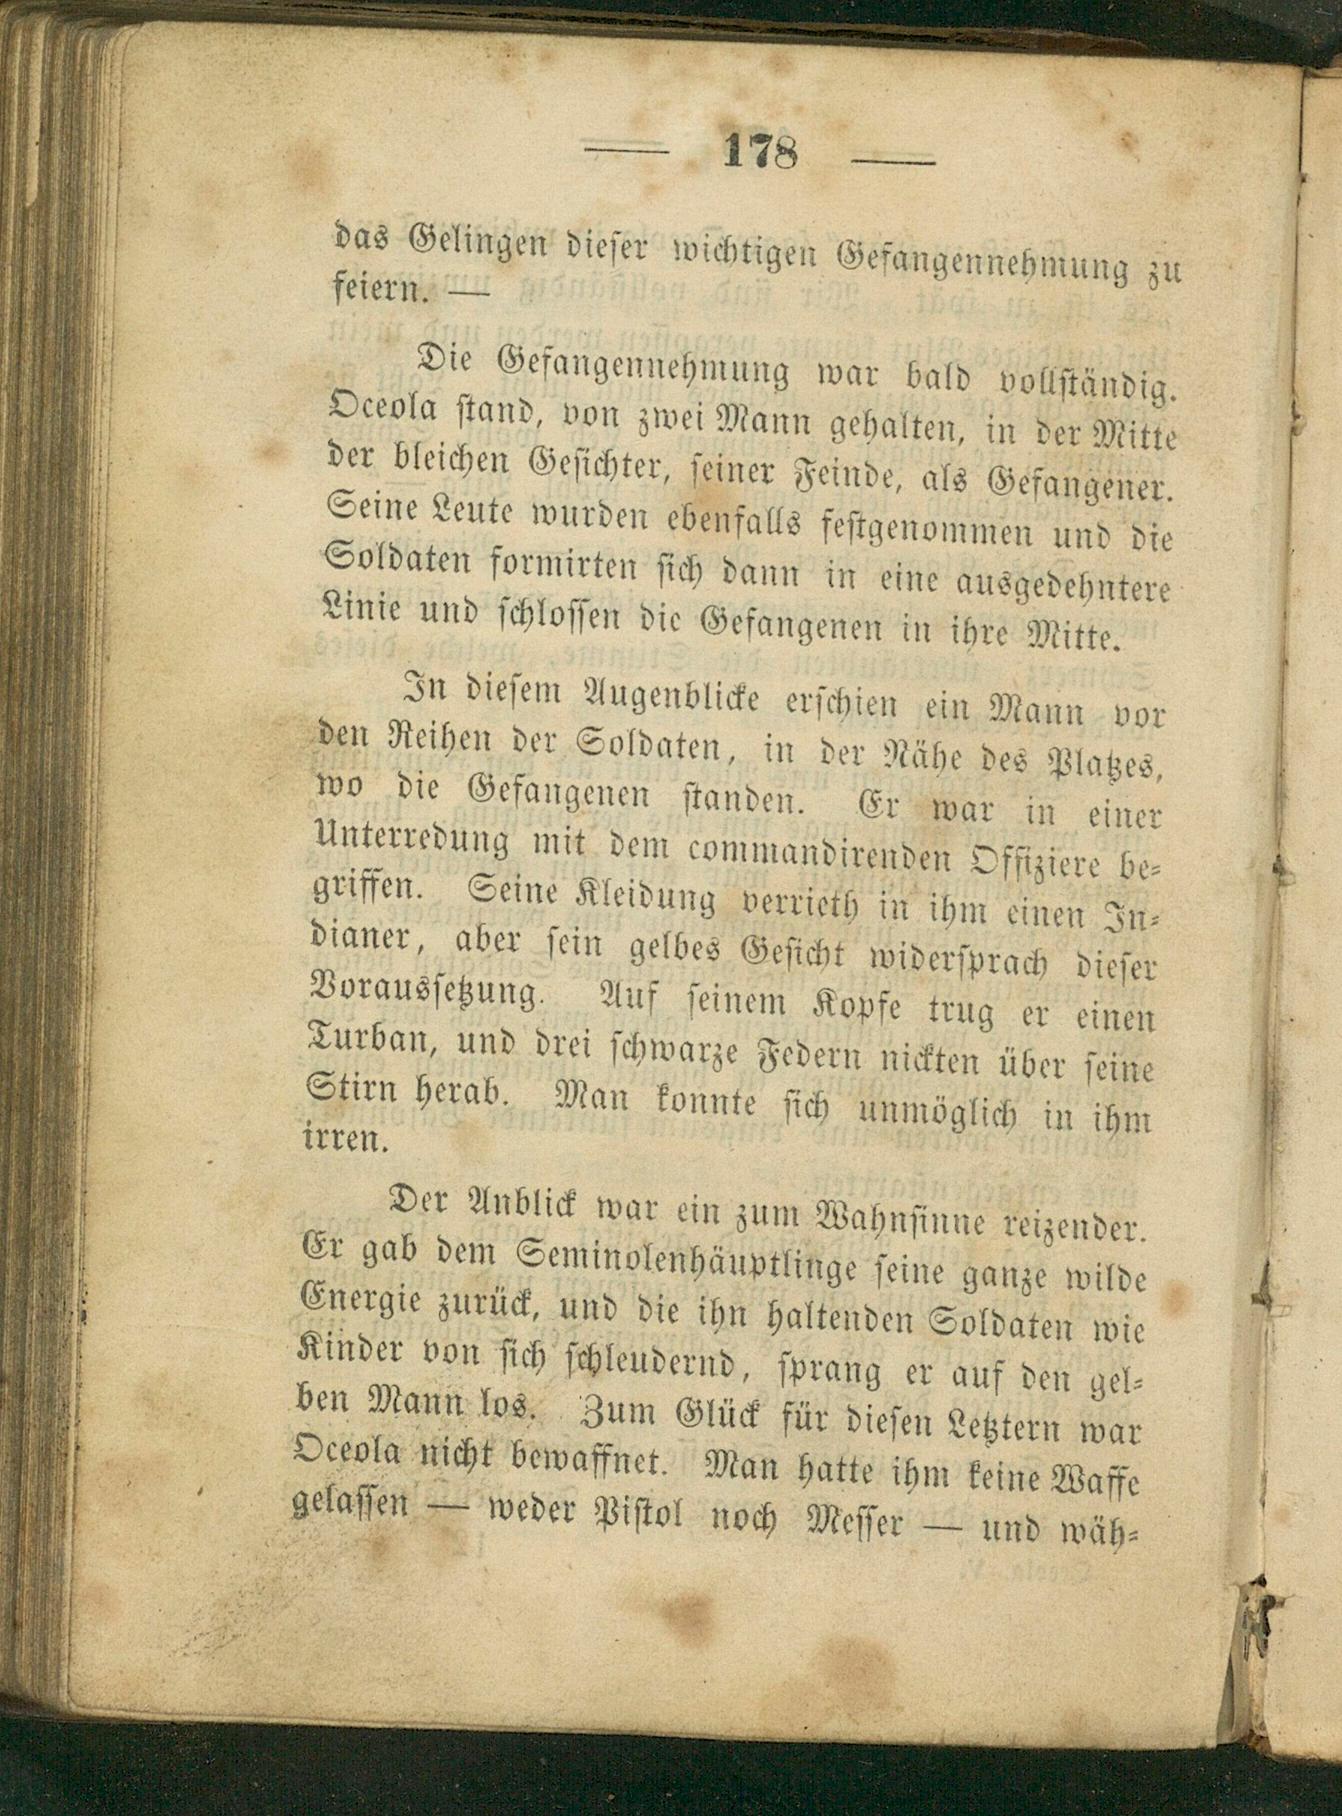 — 178 —
das Gelingen dieser wichtigen Gefangennehmung zu
feiern. —
Die Gefangennehmung war bald vollständig.
Oceola stand, von zwei Mann gehalten, in der Mitte
der bleichen Gesichter, seiner Feinde, als Gefangener.
Seine Leute wurden ebenfalls festgenommen und die
Soldaten formirten sich dann in eine ausgedehntere
Linie und schlossen die Gefangenen in ihre Mitte.
In diesem Augenblicke erschien ein Mann vor
den Reihen der Soldaten, in der Nähe des Platzes,
wo die Gefangenen standen. Er war in einer
Unterredung mit dem commandirenden Offiziere be-
griffen. Seine Kleidung verrieth in ihm einen In-
dianer, aber sein gelbes Gesicht widersprach dieser
Voraussetzung. Auf seinem Kopfe trug er einen
Turban, und drei schwarze Federn nickten über seine
Stirn herab. Man konnte sich unmöglich in ihm
irren.
Der Anblick war ein zum Wahnsinne reizender.
Er gab dem Seminolenhäuptlinge seine ganze wilde
Energie zurück, und die ihn haltenden Soldaten wie
Kinder von sich schleudernd, sprang er auf den gel-
ben Mann los. Zum Glück für diesen Letztern war
Oceola nicht bewaffnet. Man hatte ihm keine Waffe
gelassen — weder Pistol noch Messer — und wäh-